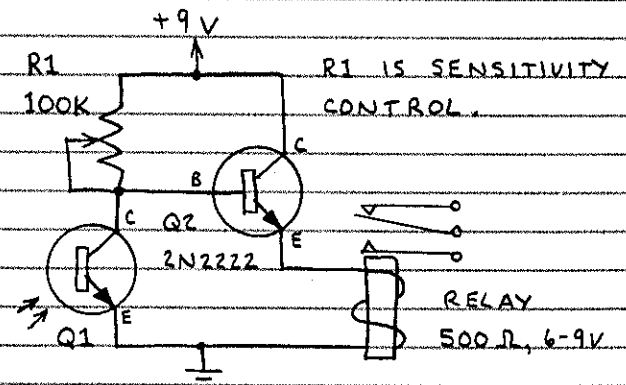 +9V
R1
100K
R1 IS SENSITIVITY
CONTROL.
C
B
C
Q2
E
2N2222
E
Q1
RELAY
500 Ω, 6-9V